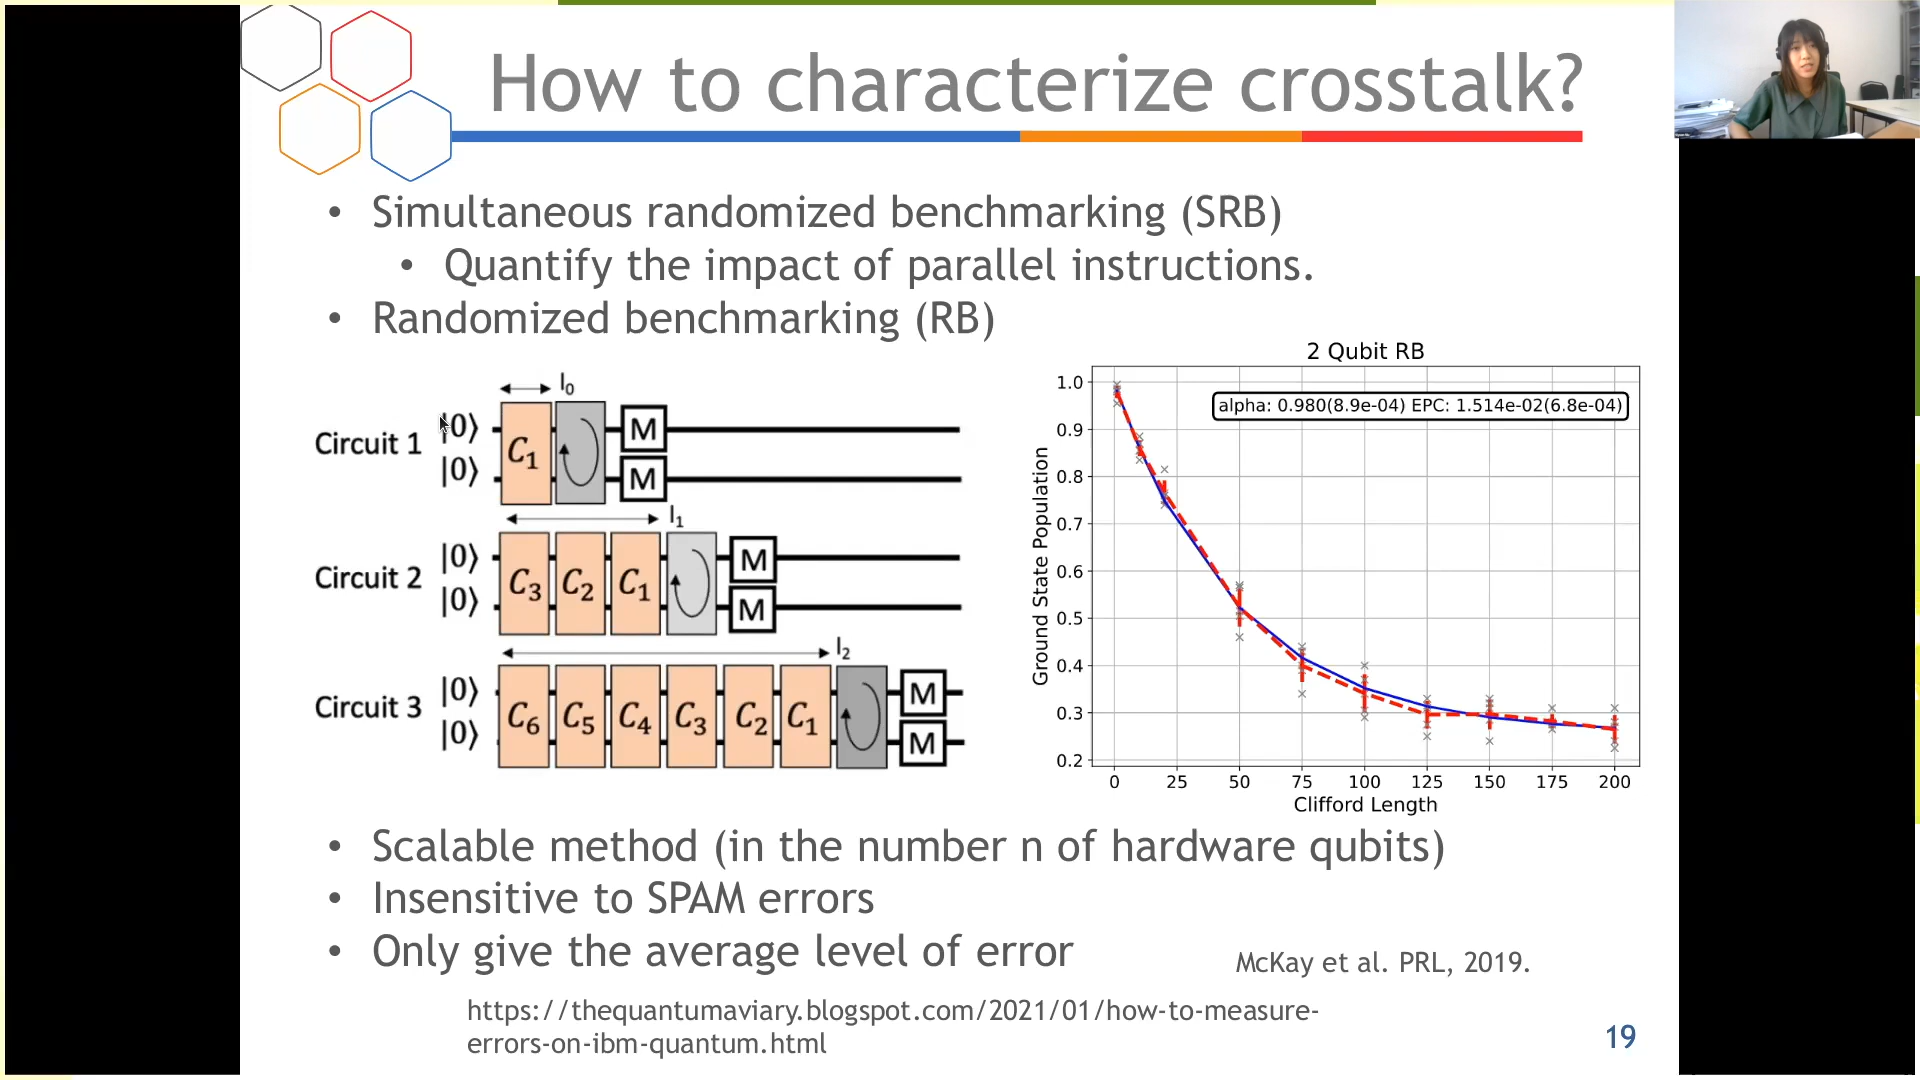 How to characterize crosstalk?
• Simultaneous randomized benchmarking (SRB)
• Quantify the impact of parallel instructions.
• Randomized benchmarking (RB)
l0
Circuit 1 |0⟩ C1 M
|0⟩ M
l1
Circuit 2 |0⟩ C3 C2 C1 M
|0⟩ M
l2
Circuit 3 |0⟩ C6 C5 C4 C3 C2 C1 M
|0⟩ M
2 Qubit RB
alpha: 0.980(8.9e-04) EPC: 1.514e-02(6.8e-04)
Ground State Population
1.0
0.9
0.8
0.7
0.6
0.5
0.4
0.3
0.2
0 25 50 75 100 125 150 175 200
Clifford Length
• Scalable method (in the number n of hardware qubits)
• Insensitive to SPAM errors
• Only give the average level of error
McKay et al. PRL, 2019.
https://thequantumaviary.blogspot.com/2021/01/how-to-measure-
errors-on-ibm-quantum.html
19